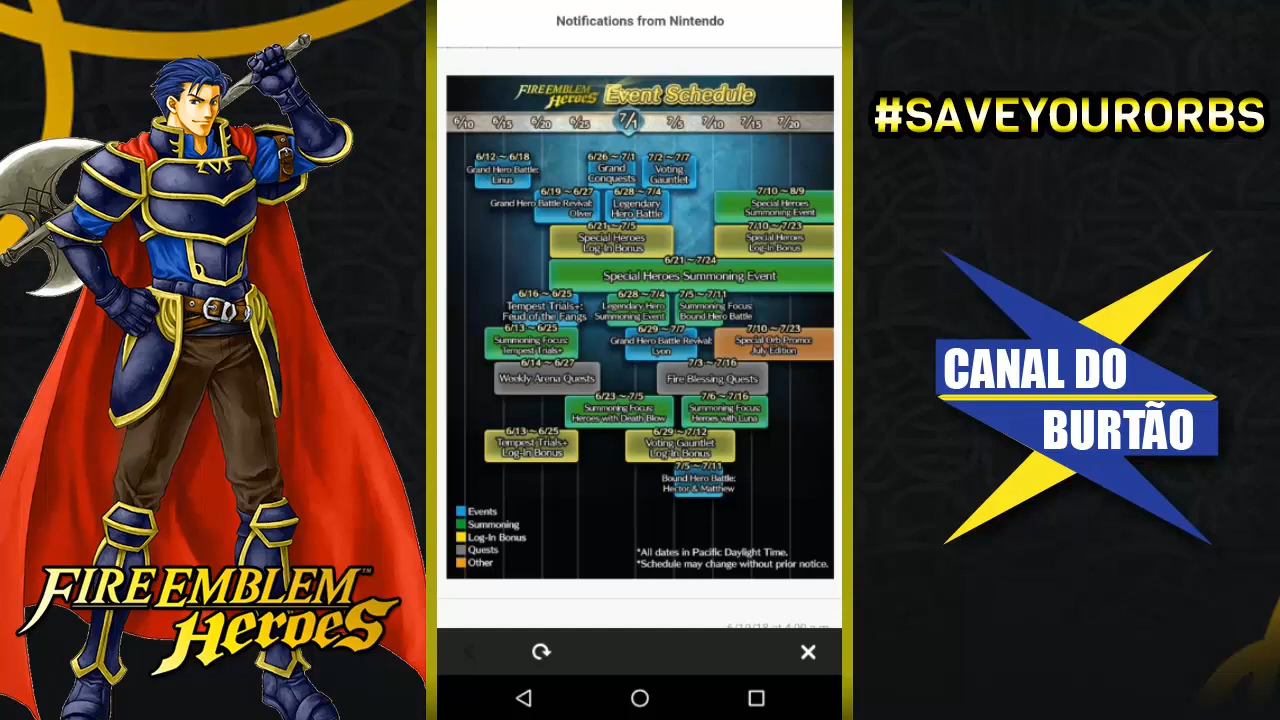 Notifications from Nintendo
FIRE EMBLEM
Heroes
Event Schedule
6/10 6/15 6/20 6/25 7/1 7/5 7/10 7/15 7/20
6/12 ~ 6/18
Grand Hero Battle:
Linus
6/26 ~ 7/1
Grand
Conquests
7/2 ~ 7/7
Voting
Gauntlet
6/19 ~ 6/27
Grand Hero Battle Revival:
Oliver
6/28 ~ 7/4
Legendary
Hero Battle
7/10 ~ 8/9
Special Heroes
Summoning Event
6/21 ~ 7/5
Special Heroes
Log-In Bonus
7/10 ~ 7/23
Special Heroes
Log-In Bonus
6/21 ~ 7/24
Special Heroes Summoning Event
6/16 ~ 6/25
Tempest Trials+:
Feud of the Fangs
6/28 ~ 7/4
Legendary Hero
Summoning Event
7/5 ~ 7/11
Summoning Focus:
Bound Hero Battle
6/13 ~ 6/25
Summoning Focus:
Tempest Trials+
6/29 ~ 7/7
Grand Hero Battle Revival:
Lyon
7/10 ~ 7/23
Special Orb Promo:
July Edition
6/14 ~ 6/27
Weekly Arena Quests
7/3 ~ 7/16
Fire Blessing Quests
6/23 ~ 7/5
Summoning Focus:
Heroes with Death Blow
7/6 ~ 7/16
Summoning Focus:
Heroes with Luna
6/13 ~ 6/25
Tempest Trials+
Log-In Bonus
6/29 ~ 7/12
Voting Gauntlet
Log-In Bonus
7/5 ~ 7/11
Bound Hero Battle:
Hector & Matthew
Events
Summoning
Log-In Bonus
Quests
Other
*All dates in Pacific Daylight Time.
*Schedule may change without prior notice.
#SAVEYOURORBS
CANAL DO
BURTÃO
FIRE EMBLEM™
Heroes